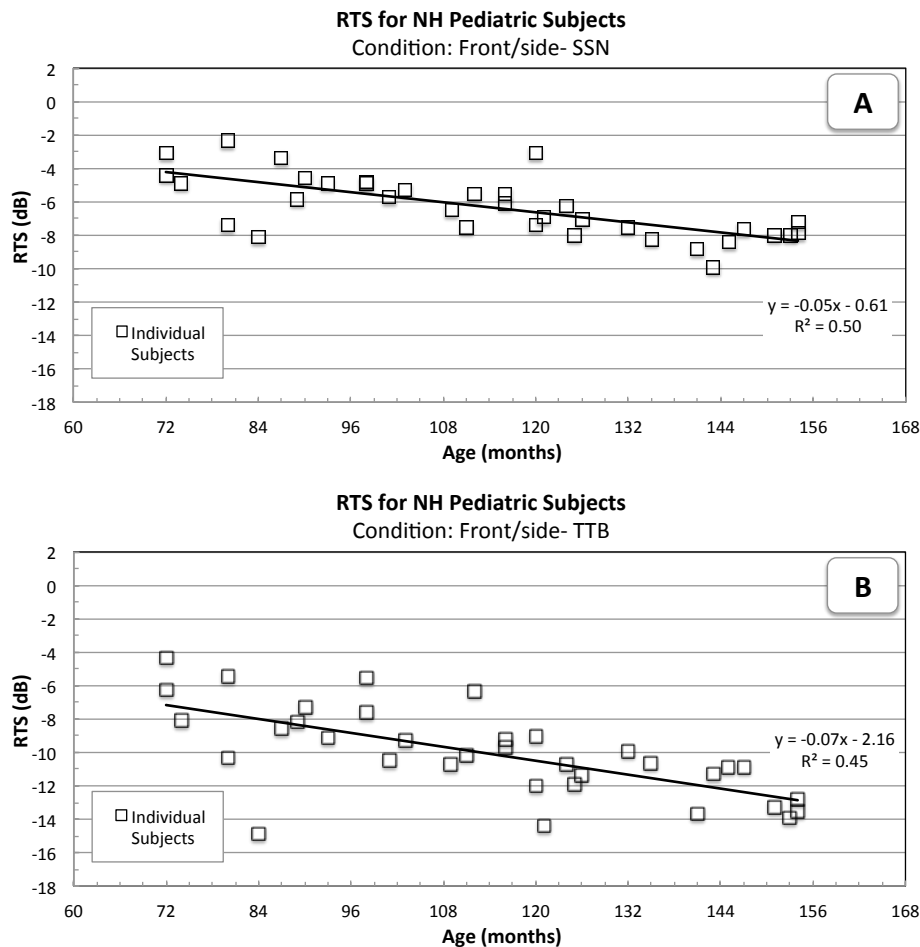 RTS for NH Pediatric Subjects
Condition: Front/side- SSN
A
2
0
-2
-4
-6
-8
-10
-12
-14
-16
-18
RTS (dB)
y = -0.05x - 0.61
R² = 0.50
Individual
Subjects
60 72 84 96 108 120 132 144 156 168
Age (months)
RTS for NH Pediatric Subjects
Condition: Front/side- TTB
B
2
0
-2
-4
-6
-8
-10
-12
-14
-16
-18
RTS (dB)
y = -0.07x - 2.16
R² = 0.45
Individual
Subjects
60 72 84 96 108 120 132 144 156 168
Age (months)